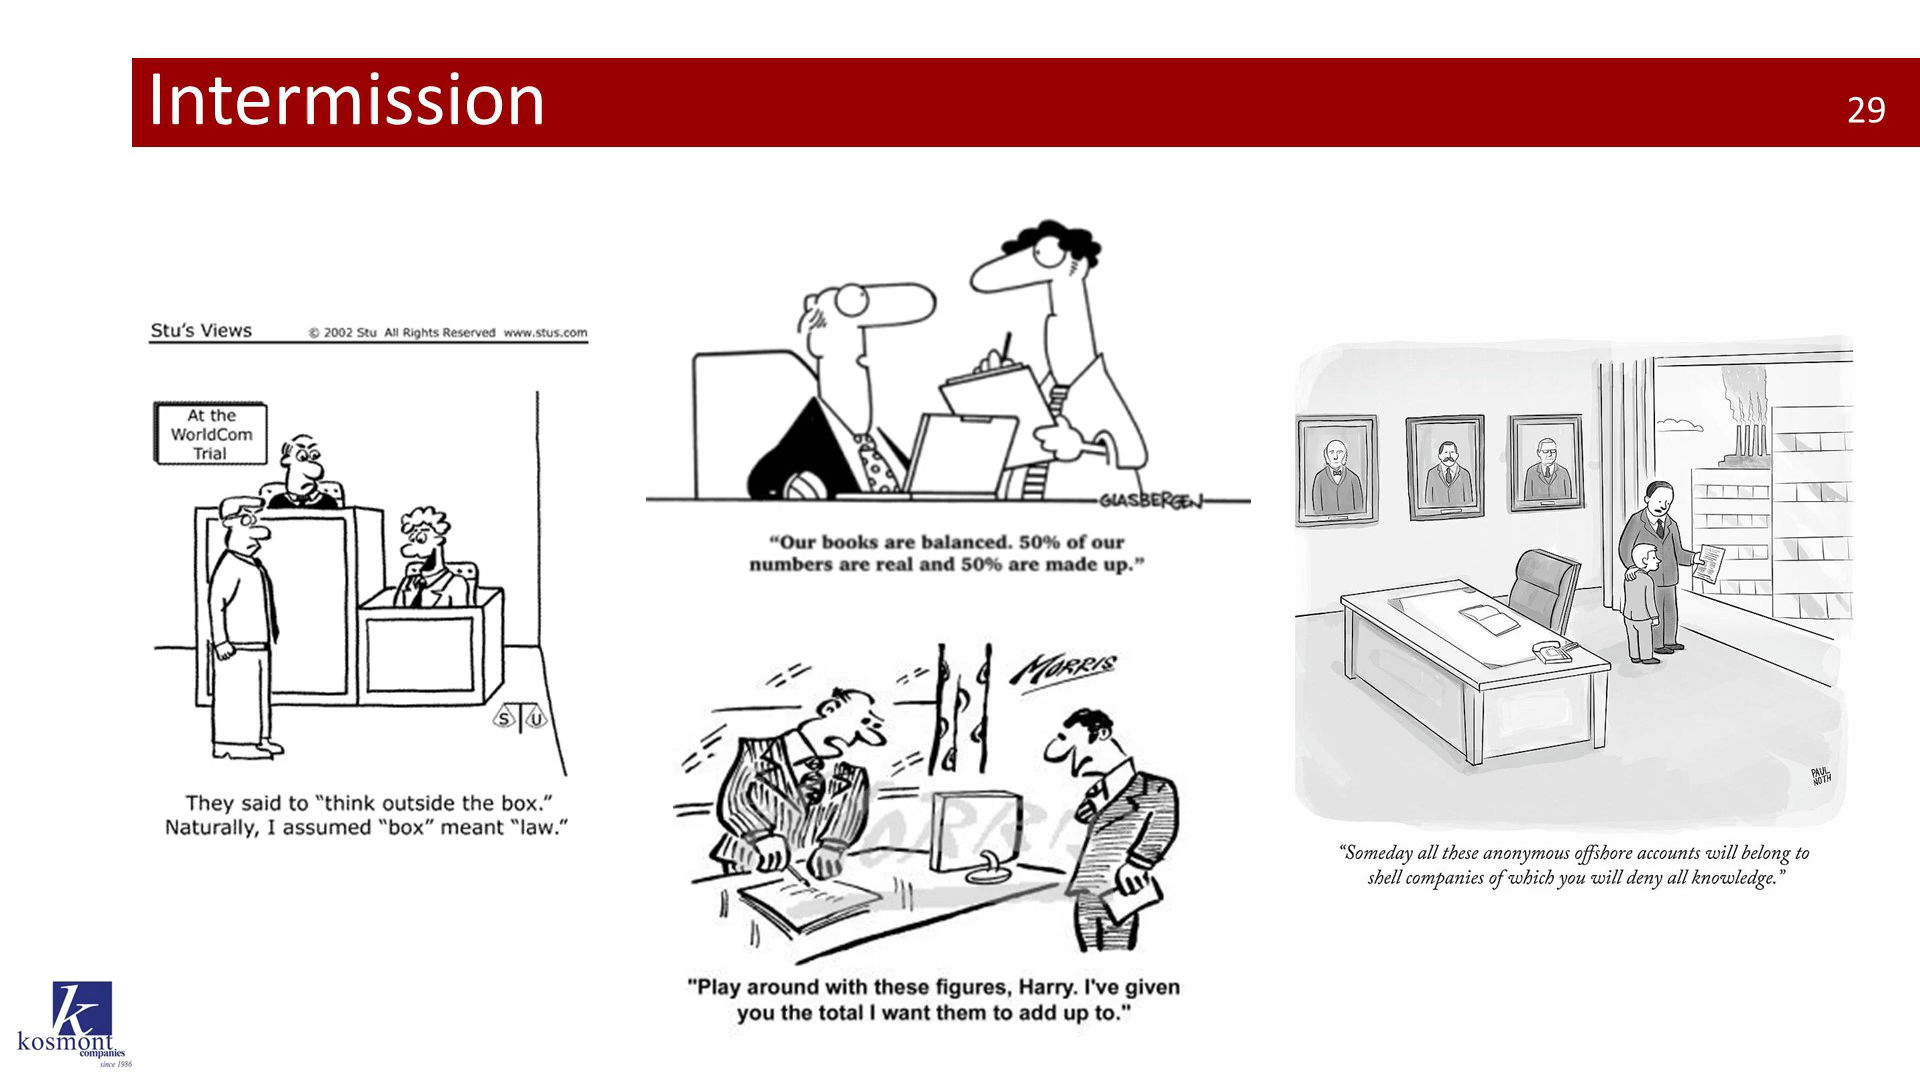 Intermission
29
Stu's Views © 2002 Stu All Rights Reserved www.stus.com
At the
WorldCom
Trial
S U
They said to “think outside the box.”
Naturally, I assumed “box” meant “law.”
GLASBERGEN
“Our books are balanced. 50% of our
numbers are real and 50% are made up.”
MORRIS
MORRIS
"Play around with these figures, Harry. I've given
you the total I want them to add up to."
PAUL
NOTH
“Someday all these anonymous offshore accounts will belong to
shell companies of which you will deny all knowledge.”
k
kosmont
companies
since 1986